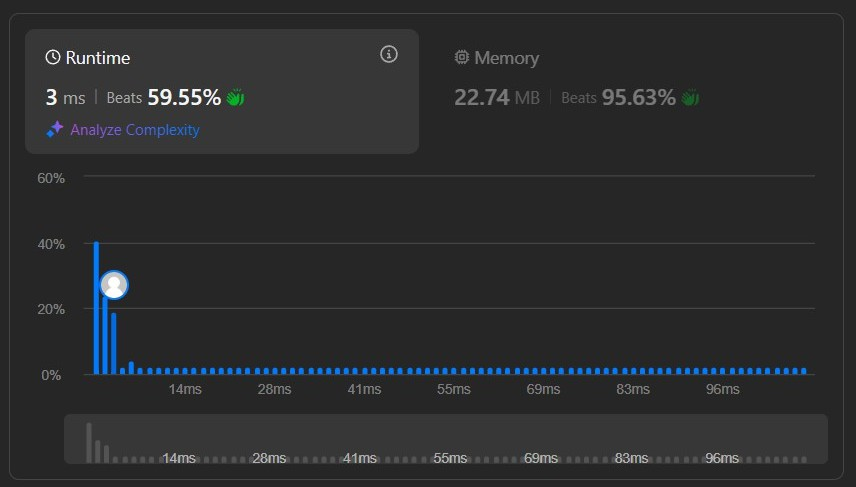 Runtime
Memory
3 ms | Beats 59.55%
22.74 MB | Beats 95.63%
Analyze Complexity
60%
40%
20%
0%
14ms 28ms 41ms 55ms 69ms 83ms 96ms
14ms 28ms 41ms 55ms 69ms 83ms 96ms